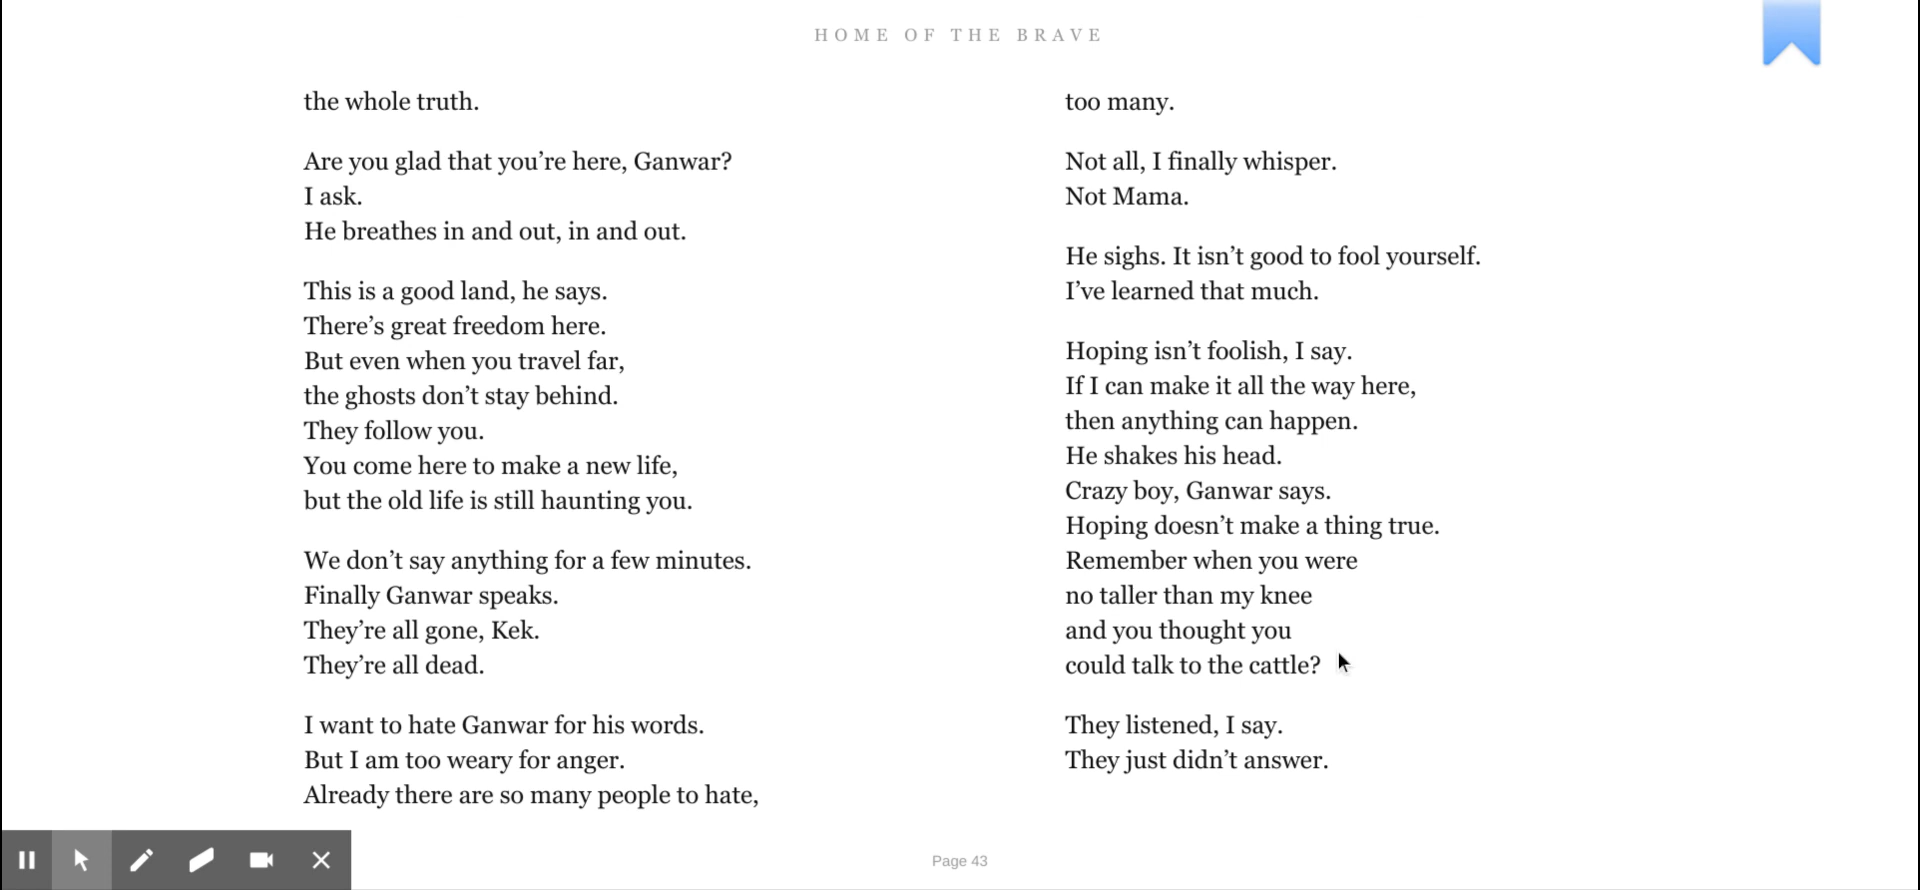 HOME OF THE BRAVE
the whole truth.
Are you glad that you’re here, Ganwar?
I ask.
He breathes in and out, in and out.
This is a good land, he says.
There’s great freedom here.
But even when you travel far,
the ghosts don’t stay behind.
They follow you.
You come here to make a new life,
but the old life is still haunting you.
We don’t say anything for a few minutes.
Finally Ganwar speaks.
They’re all gone, Kek.
They’re all dead.
I want to hate Ganwar for his words.
But I am too weary for anger.
Already there are so many people to hate,
too many.
Not all, I finally whisper.
Not Mama.
He sighs. It isn’t good to fool yourself.
I’ve learned that much.
Hoping isn’t foolish, I say.
If I can make it all the way here,
then anything can happen.
He shakes his head.
Crazy boy, Ganwar says.
Hoping doesn’t make a thing true.
Remember when you were
no taller than my knee
and you thought you
could talk to the cattle?
They listened, I say.
They just didn’t answer.
Page 43